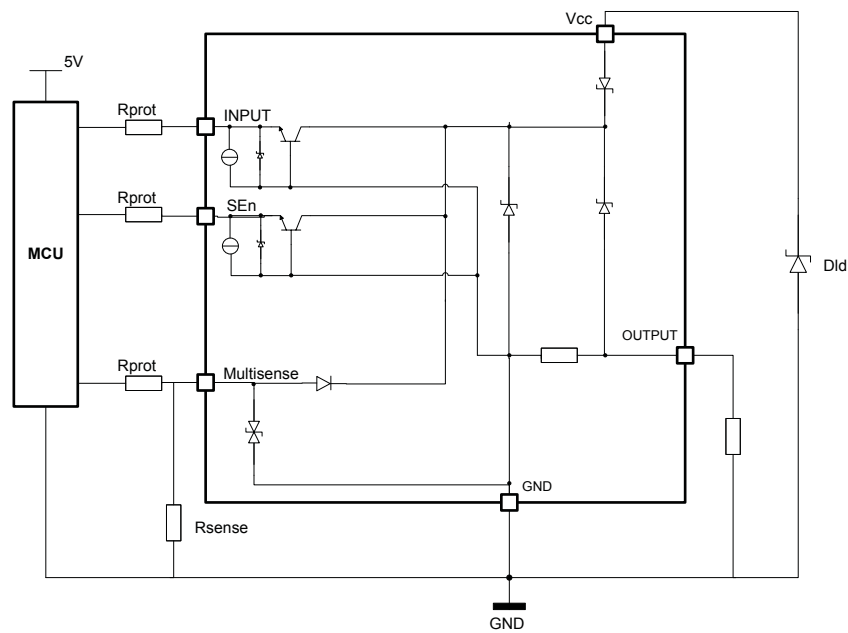 Vcc
5V
Rprot
INPUT
Rprot
SEn
MCU
Dld
OUTPUT
Rprot
Multisense
GND
Rsense
GND